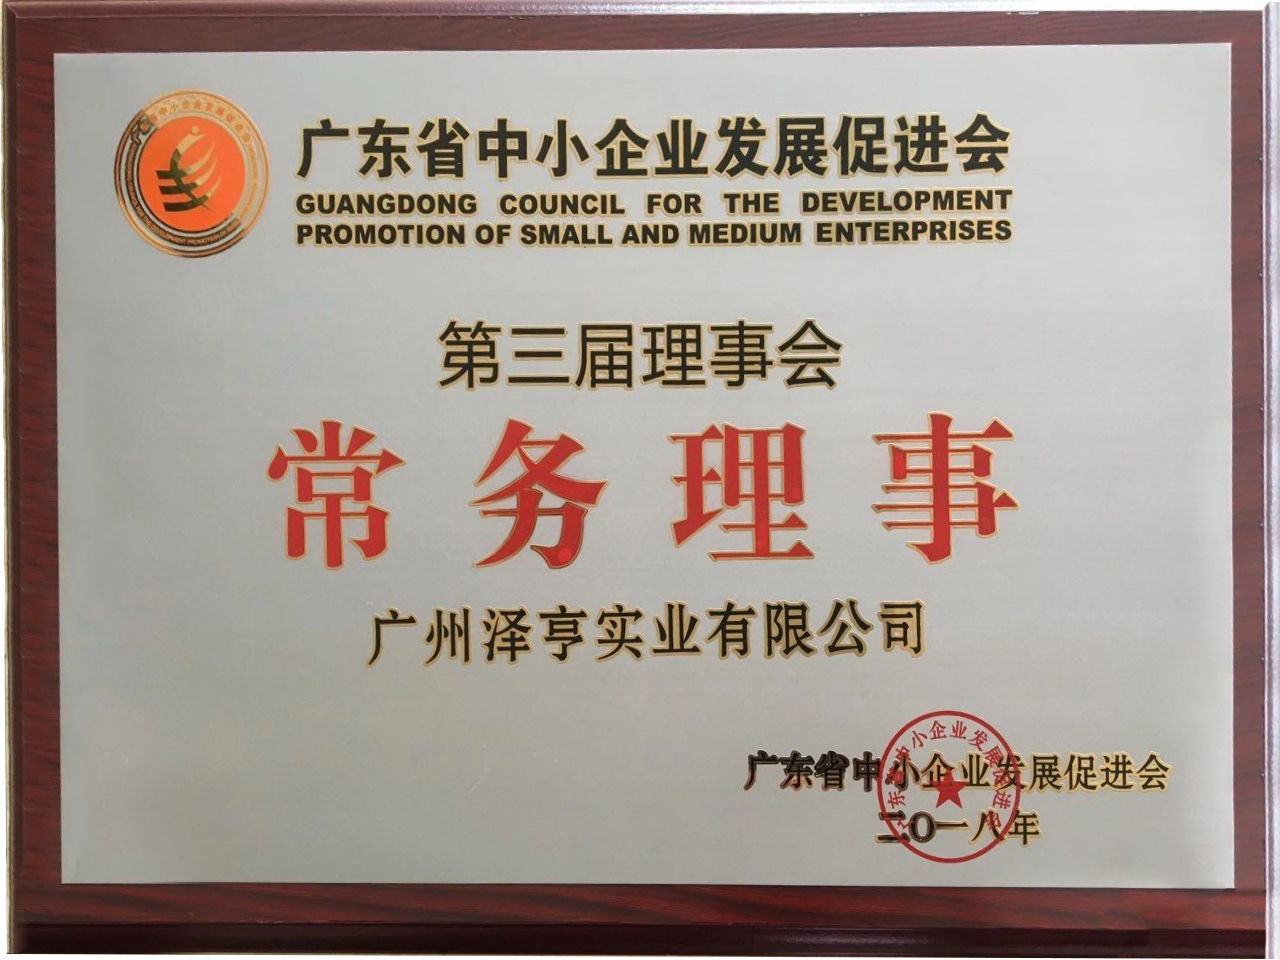 广东省中小企业发展促进会
GUANGDONG COUNCIL FOR THE DEVELOPMENT
PROMOTION OF SMALL AND MEDIUM ENTERPRISES
第三届理事会
常务理事
广州泽亨实业有限公司
广东省中小企业发展促进会
二〇一八年